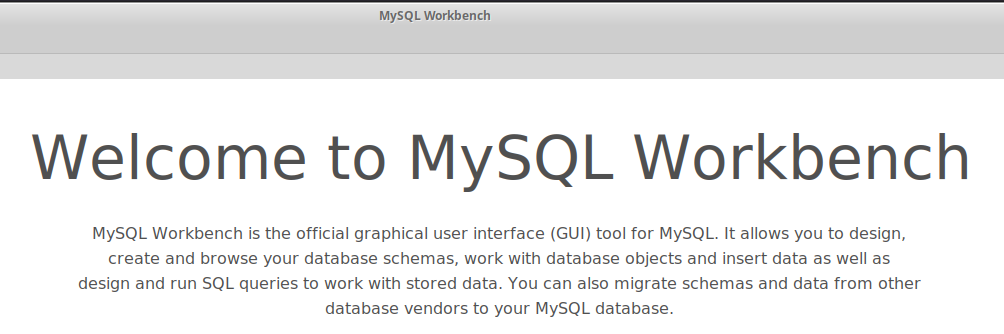 MySQL Workbench
Welcome to MySQL Workbench
MySQL Workbench is the official graphical user interface (GUI) tool for MySQL. It allows you to design,
create and browse your database schemas, work with database objects and insert data as well as
design and run SQL queries to work with stored data. You can also migrate schemas and data from other
database vendors to your MySQL database.